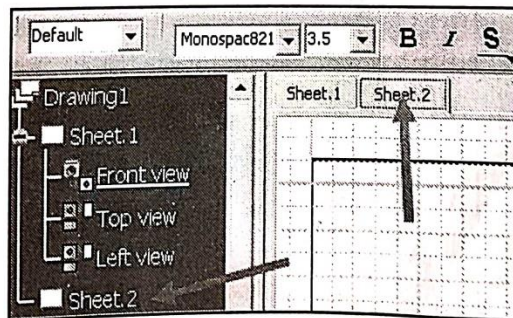 Default Monospac821 3.5 B I S
Drawing1
Sheet.1 Sheet.2
Sheet.1
Front view
Top view
Left view
Sheet.2